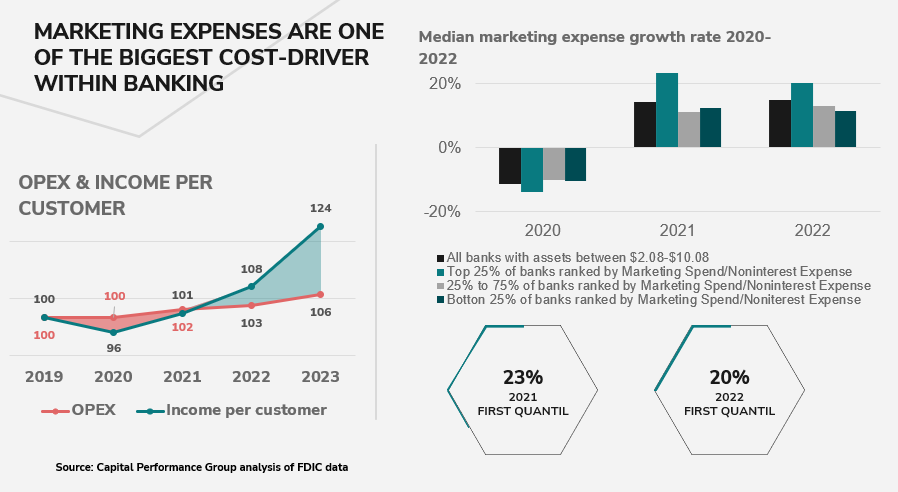 MARKETING EXPENSES ARE ONE
OF THE BIGGEST COST-DRIVER
WITHIN BANKING
OPEX & INCOME PER
CUSTOMER
124
108
100
100
101
100
96
102
103
106
2019 2020 2021 2022 2023
OPEX Income per customer
Source: Capital Performance Group analysis of FDIC data
Median marketing expense growth rate 2020-
2022
20%
0%
-20%
2020 2021 2022
All banks with assets between $2.08-$10.08
Top 25% of banks ranked by Marketing Spend/Noninterest Expense
25% to 75% of banks ranked by Marketing Spend/Noninterest Expense
Botton 25% of banks ranked by Marketing Spend/Noniterest Expense
23%
2021
FIRST QUANTIL
20%
2022
FIRST QUANTIL